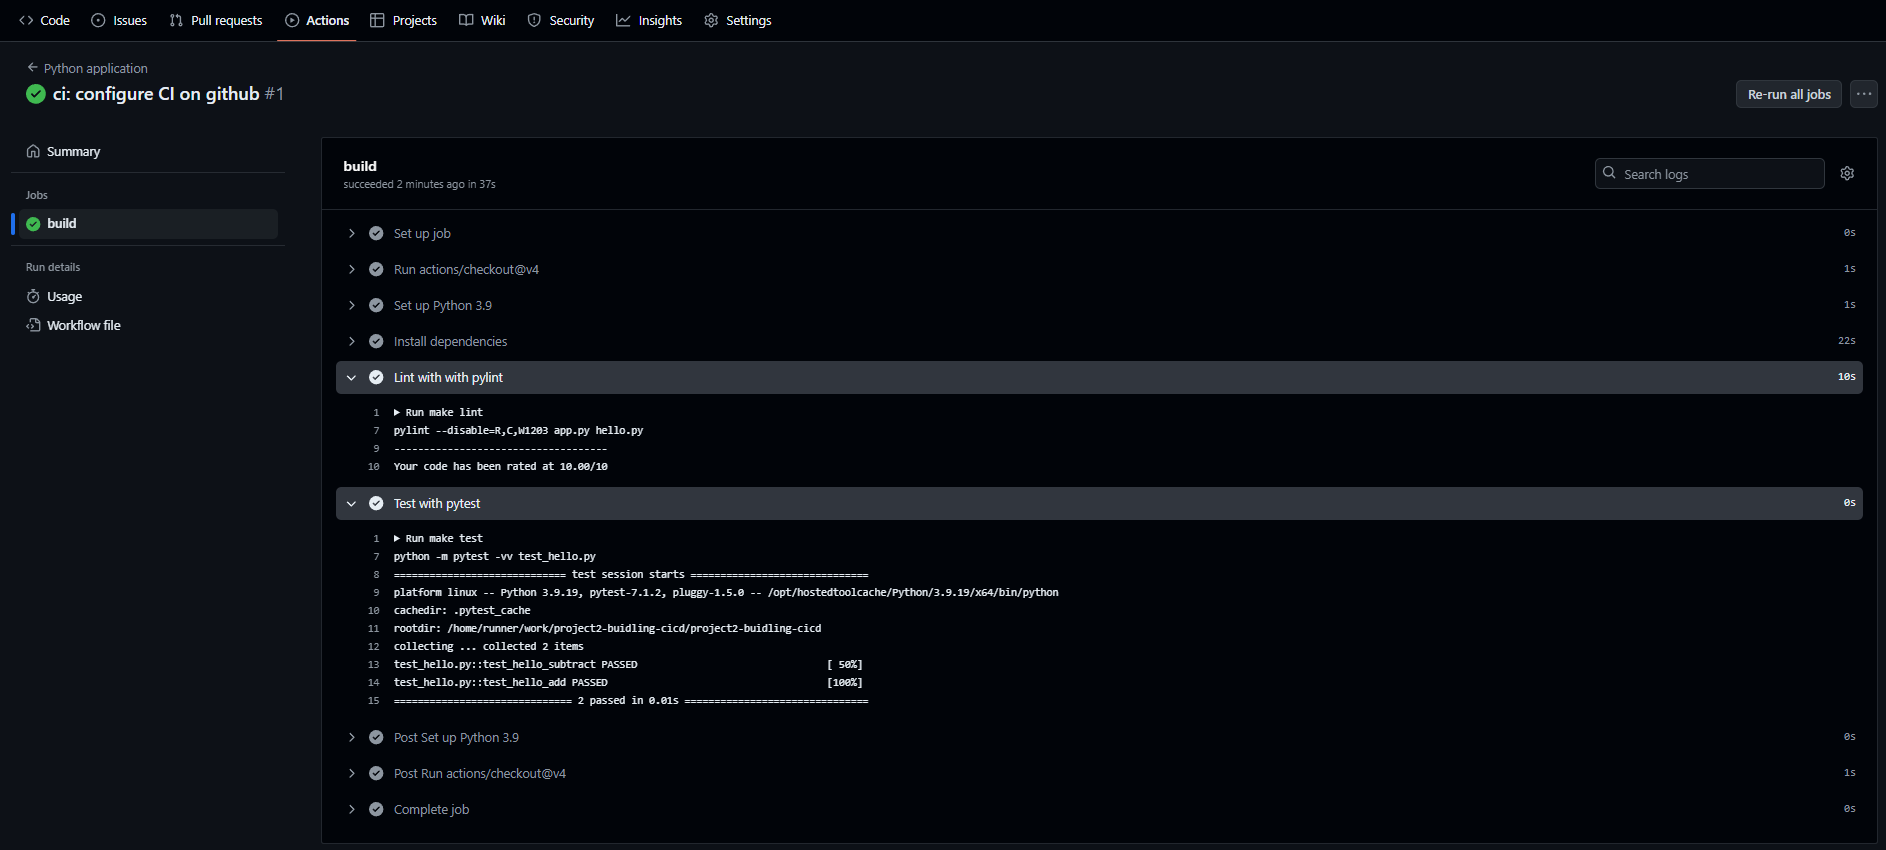 Code Issues Pull requests Actions Projects Wiki Security Insights Settings
Python application
ci: configure CI on github #1
Re-run all jobs
Summary
Jobs
build
Run details
Usage
Workflow file
build
succeeded 2 minutes ago in 37s
Search logs
Set up job 0s
Run actions/checkout@v4 1s
Set up Python 3.9 1s
Install dependencies 22s
Lint with with pylint 10s
1 Run make lint
7 pylint --disable=R,C,W1203 app.py hello.py
9 ------------------------------------
10 Your code has been rated at 10.00/10
Test with pytest 0s
1 Run make test
7 python -m pytest -vv test_hello.py
8 ============================= test session starts ==============================
9 platform linux -- Python 3.9.19, pytest-7.1.2, pluggy-1.5.0 -- /opt/hostedtoolcache/Python/3.9.19/x64/bin/python
10 cachedir: .pytest_cache
11 rootdir: /home/runner/work/project2-buidling-cicd/project2-buidling-cicd
12 collecting ... collected 2 items
13 test_hello.py::test_hello_subtract PASSED [ 50%]
14 test_hello.py::test_hello_add PASSED [100%]
15 ============================== 2 passed in 0.01s ===============================
Post Set up Python 3.9 0s
Post Run actions/checkout@v4 1s
Complete job 0s